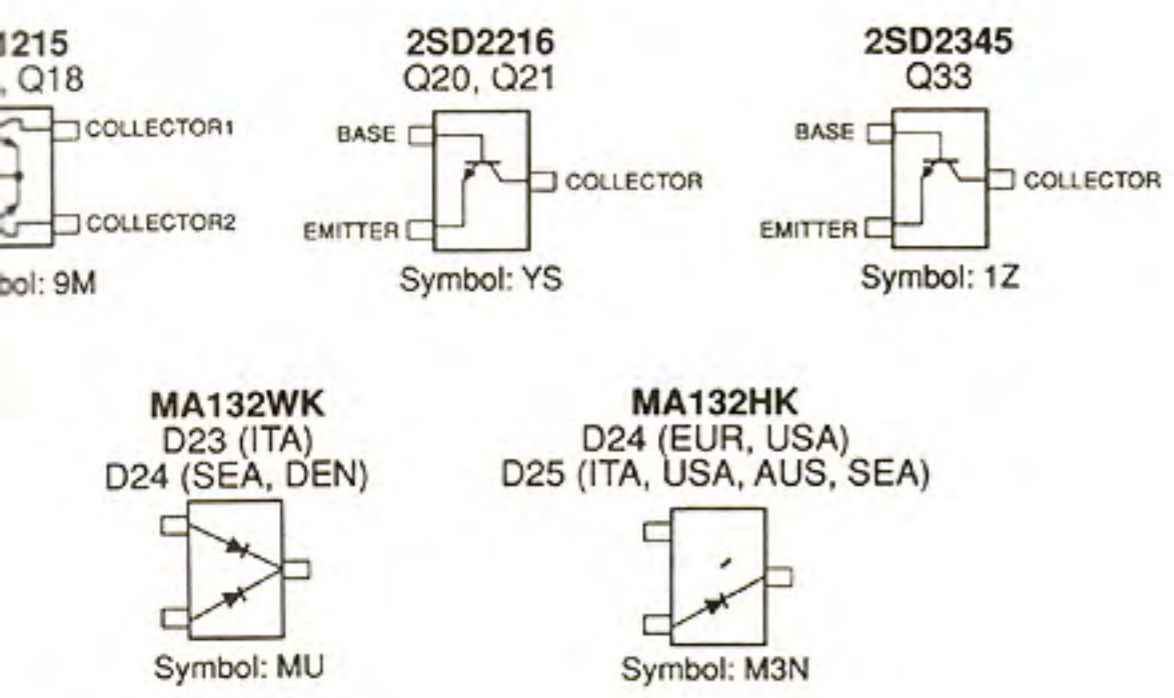 1215
, Q18
COLLECTOR1
COLLECTOR2
bol: 9M
2SD2216
Q20, Q21
BASE
COLLECTOR
EMITTER
Symbol: YS
2SD2345
Q33
BASE
COLLECTOR
EMITTER
Symbol: 1Z
MA132WK
D23 (ITA)
D24 (SEA, DEN)
Symbol: MU
MA132HK
D24 (EUR, USA)
D25 (ITA, USA, AUS, SEA)
Symbol: M3N